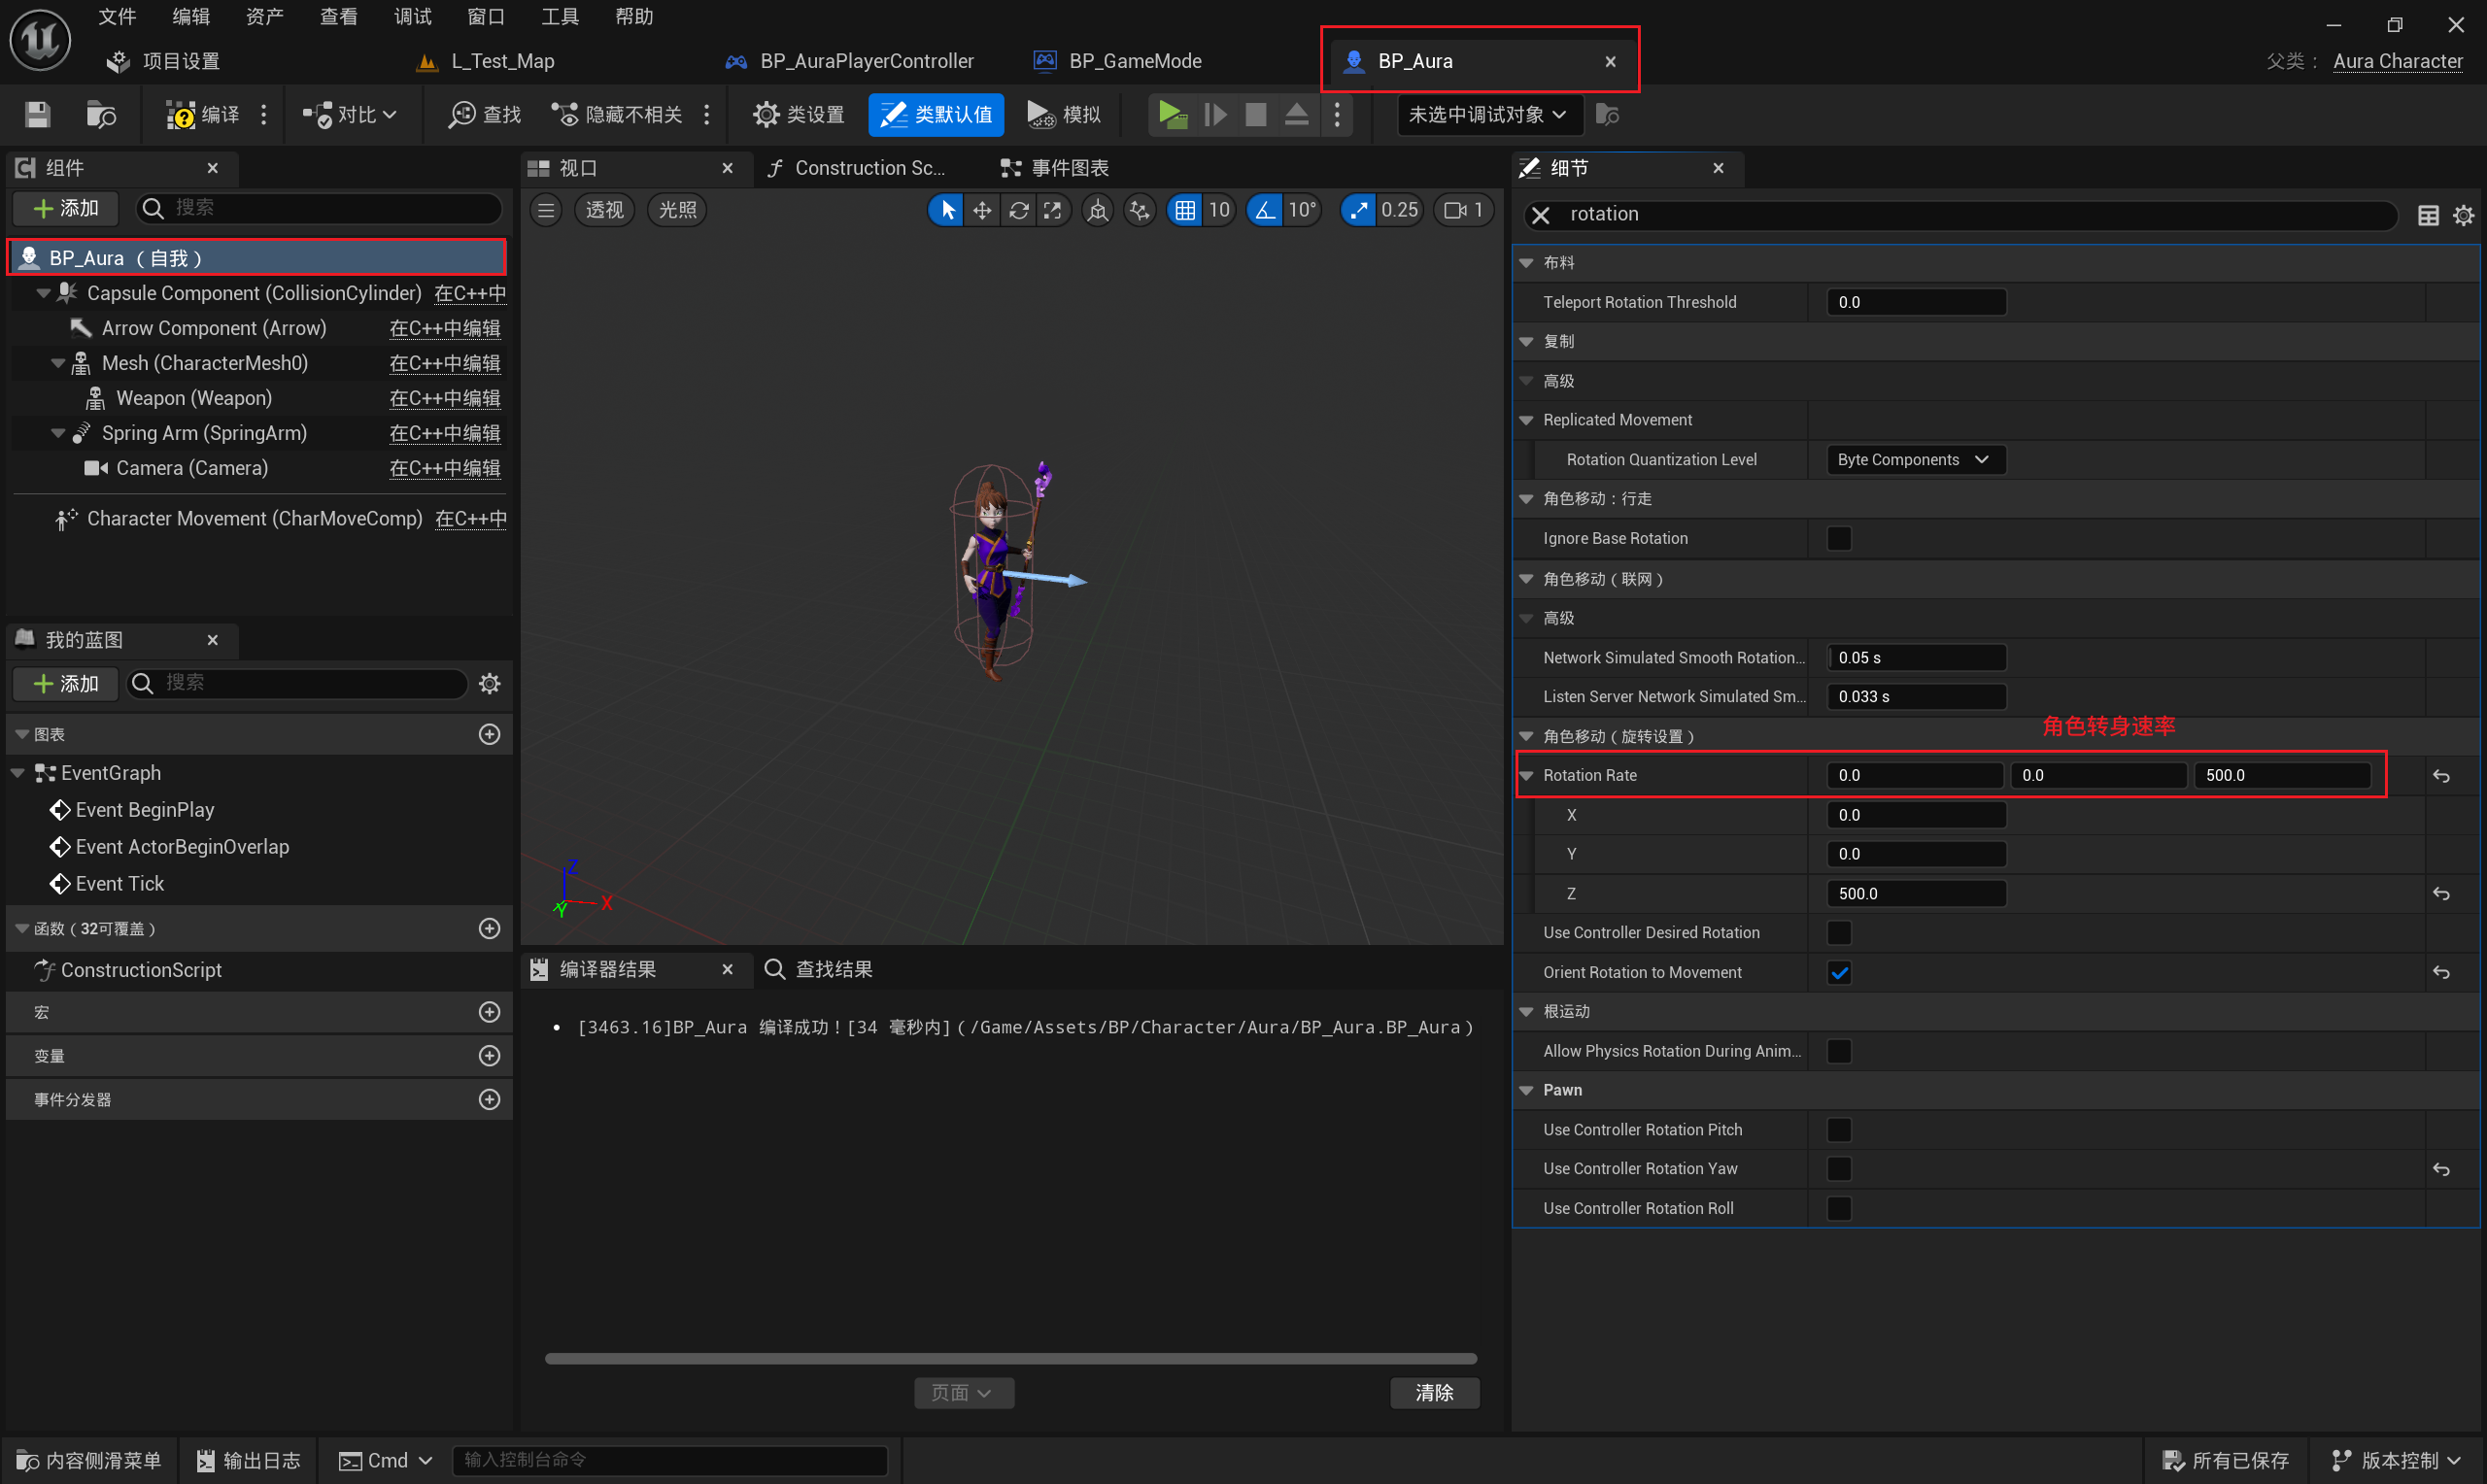 文件 编辑 资产 查看 调试 窗口 工具 帮助
项目设置 L_Test_Map BP_AuraPlayerController BP_GameMode BP_Aura 父类： Aura Character
编译 对比 查找 隐藏不相关 类设置 类默认值 模拟 未选中调试对象
组件
添加 搜索
BP_Aura （自我）
Capsule Component (CollisionCylinder) 在C++中
Arrow Component (Arrow) 在C++中编辑
Mesh (CharacterMesh0) 在C++中编辑
Weapon (Weapon) 在C++中编辑
Spring Arm (SpringArm) 在C++中编辑
Camera (Camera) 在C++中编辑
Character Movement (CharMoveComp) 在C++中
我的蓝图
添加 搜索
图表
EventGraph
Event BeginPlay
Event ActorBeginOverlap
Event Tick
函数（32可覆盖）
ConstructionScript
宏
变量
事件分发器
视口 Construction Sc... 事件图表
透视 光照 10 10° 0.25 1
Z
X
Y
编译器结果 查找结果
• [3463.16]BP_Aura 编译成功！[34 毫秒内]（/Game/Assets/BP/Character/Aura/BP_Aura.BP_Aura）
页面 清除
细节
rotation
布料
Teleport Rotation Threshold 0.0
复制
高级
Replicated Movement
Rotation Quantization Level Byte Components
角色移动：行走
Ignore Base Rotation
角色移动（联网）
高级
Network Simulated Smooth Rotation... 0.05 s
Listen Server Network Simulated Sm... 0.033 s
角色转身速率
角色移动（旋转设置）
Rotation Rate 0.0 0.0 500.0
X 0.0
Y 0.0
Z 500.0
Use Controller Desired Rotation
Orient Rotation to Movement
根运动
Allow Physics Rotation During Anim...
Pawn
Use Controller Rotation Pitch
Use Controller Rotation Yaw
Use Controller Rotation Roll
内容侧滑菜单 输出日志 Cmd 输入控制台命令 所有已保存 版本控制